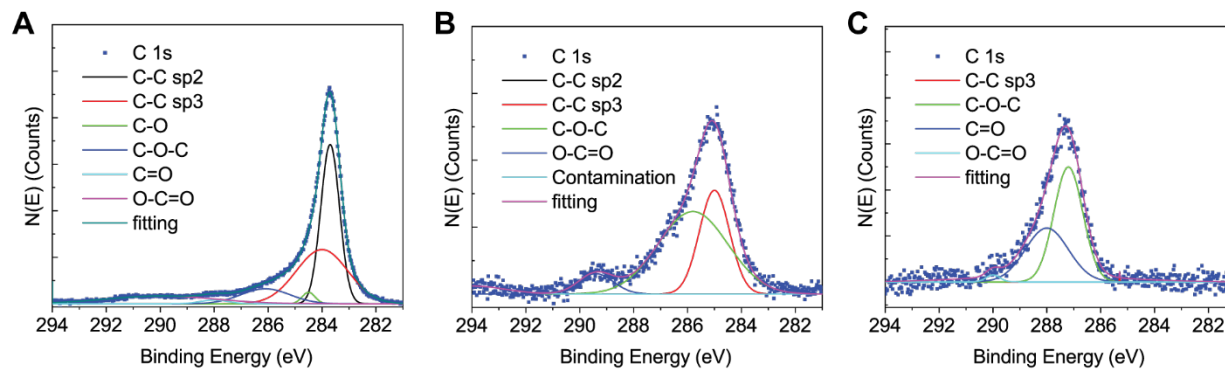 A
N(E) (Counts)
C 1s
C-C sp2
C-C sp3
C-O
C-O-C
C=O
O-C=O
fitting
294 292 290 288 286 284 282
Binding Energy (eV)
B
N(E) (Counts)
C 1s
C-C sp2
C-C sp3
C-O-C
O-C=O
Contamination
fitting
294 292 290 288 286 284 282
Binding Energy (eV)
C
N(E) (Counts)
C 1s
C-C sp3
C-O-C
C=O
O-C=O
fitting
294 292 290 288 286 284 282
Binding Energy (eV)